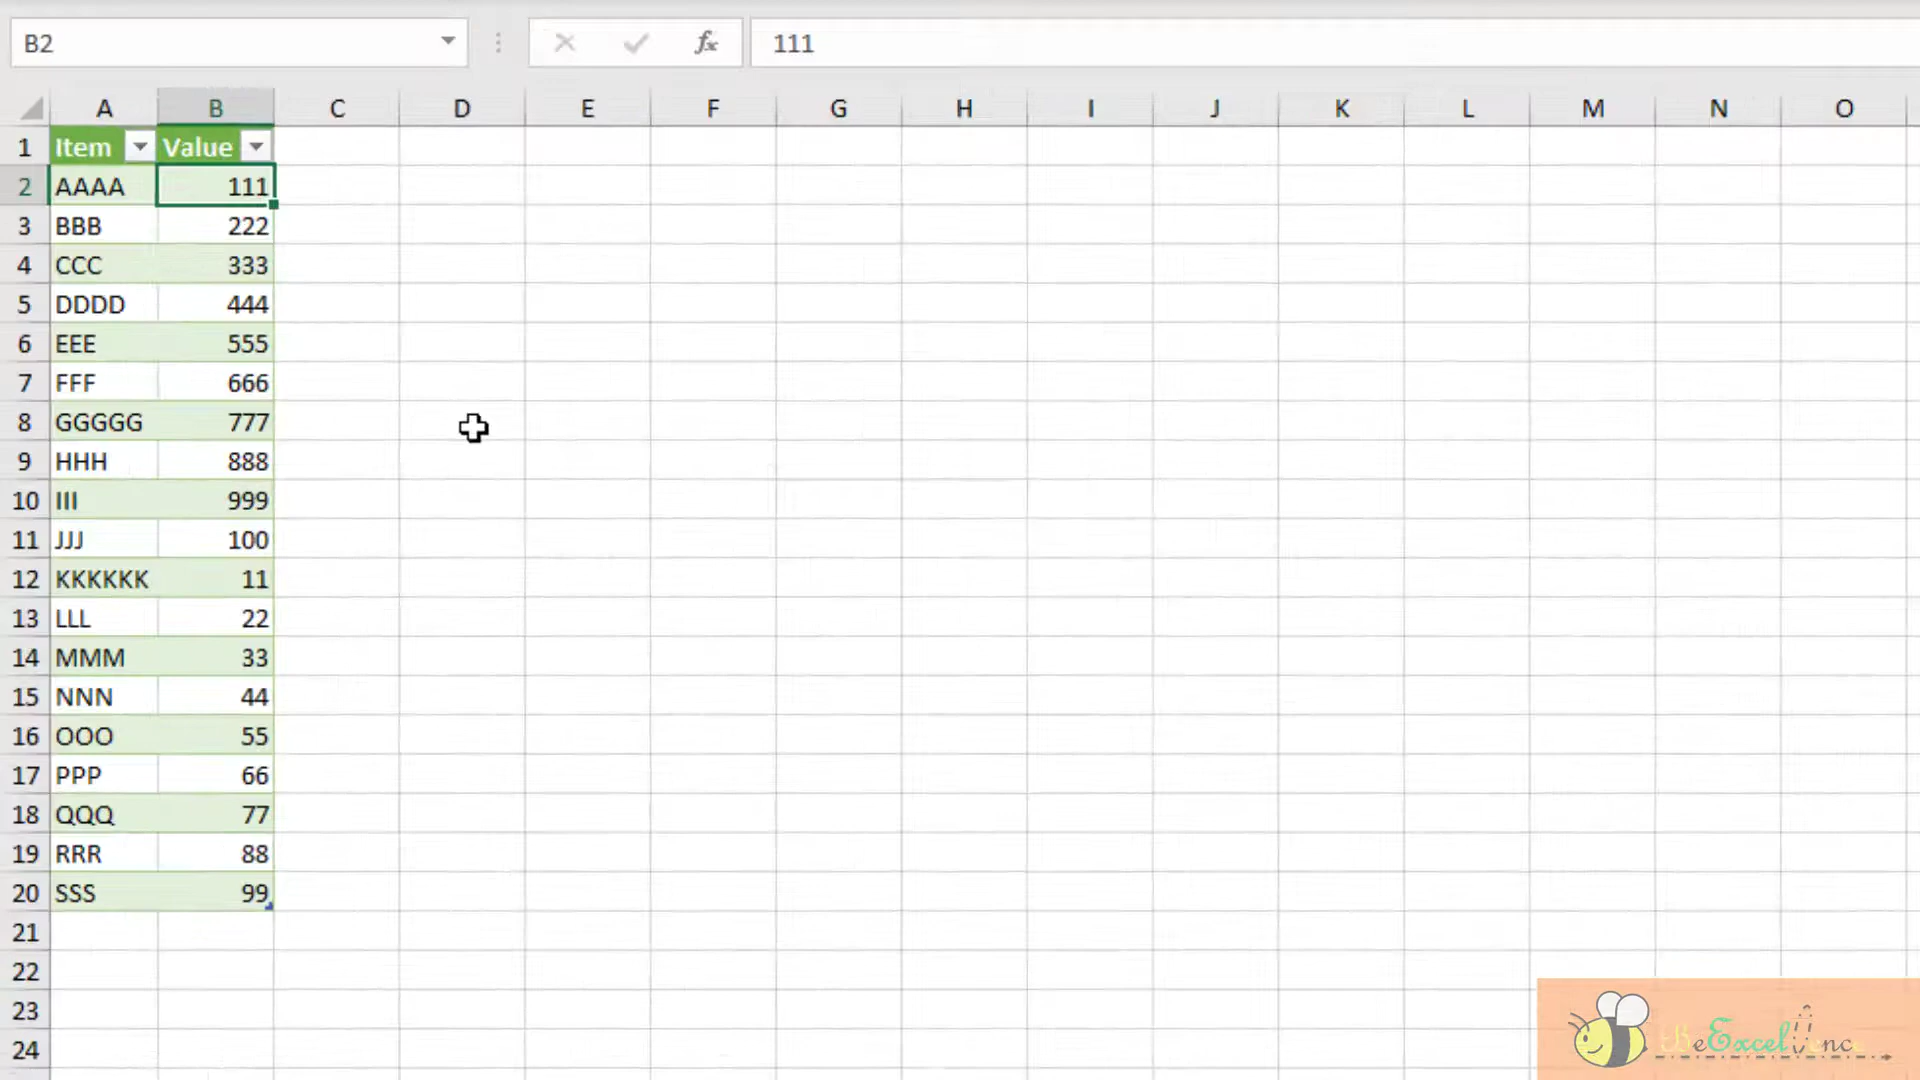 B2 fx 111
A B C D E F G H I J K L M N O
1 Item Value
2 AAAA 111
3 BBB 222
4 CCC 333
5 DDDD 444
6 EEE 555
7 FFF 666
8 GGGGG 777
9 HHH 888
10 III 999
11 JJJ 100
12 KKKKKK 11
13 LLL 22
14 MMM 33
15 NNN 44
16 OOO 55
17 PPP 66
18 QQQ 77
19 RRR 88
20 SSS 99
21
22
23
24